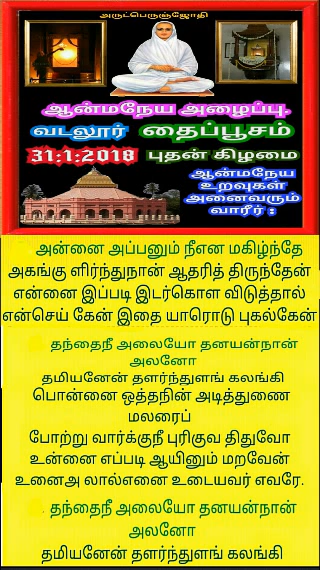 அருட்பெருஞ்ஜோதி
ஆன்மநேய அழைப்பு.
வடலூர் தைப்பூசம்
31:1:2018 புதன் கிழமை
ஆன்மநேய
உறவுகள்
அனைவரும்
வாரீர் :
அன்னை அப்பனும் நீஎன மகிழ்ந்தே
அகங்கு ளிர்ந்துநான் ஆதரித் திருந்தேன்
என்னை இப்படி இடர்கொள விடுத்தால்
என்செய் கேன் இதை யாரொடு புகல்கேன்
தந்தைநீ அலையோ தனயன்நான்
அலனோ
தமியனேன் தளர்ந்துளங் கலங்கி
பொன்னை ஒத்தநின் அடித்துணை
மலரைப்
போற்று வார்க்குநீ புரிகுவ திதுவோ
உன்னை எப்படி ஆயினும் மறவேன்
உனைஅ லால்எனை உடையவர் எவரே.
தந்தைநீ அலையோ தனயன்நான்
அலனோ
தமியனேன் தளர்ந்துளங் கலங்கி